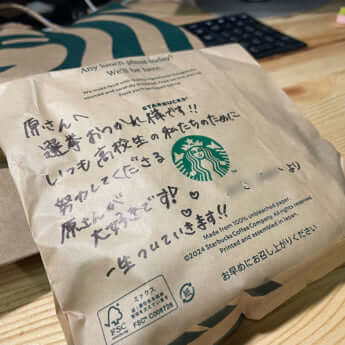 Any lunch plans today?
We'll be here.
STARBUCKS
原さんへ
選挙おつかれ様です!!
いつも高校生の私たちのために
努力してくださる
原さんが
大好きです!
より
一生ついていきます!!
Made from 100% unbleached paper
©2024 Starbucks Coffee Company. All rights reserved.
Printed and assembled in Japan.
お早めにお召し上がりください
ミックス
FSC
FSC® C006728